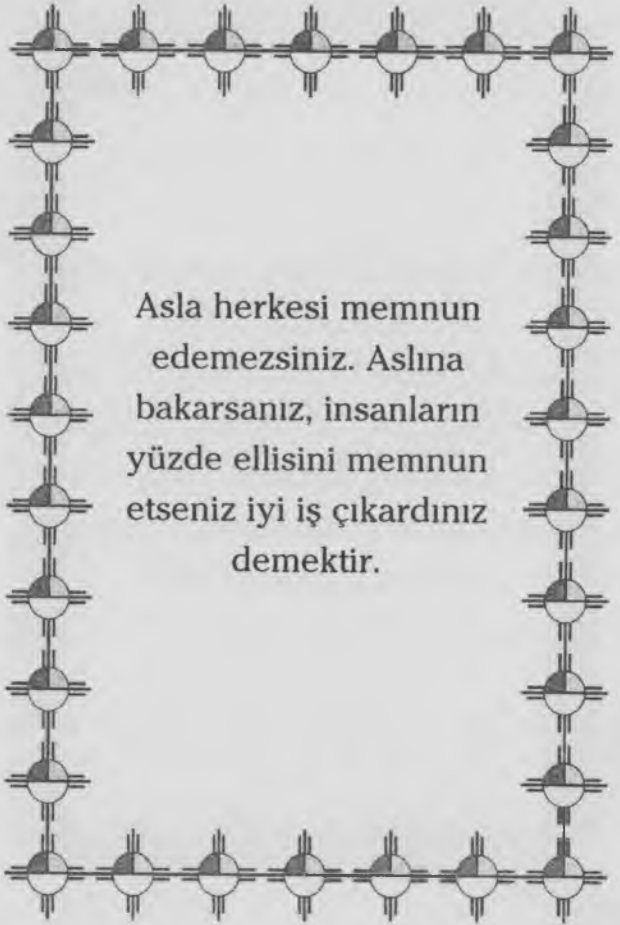 Asla herkesi memnun
edemezsiniz. Aslına
bakarsanız, insanların
yüzde ellisini memnun
etseniz iyi iş çıkardınız
demektir.